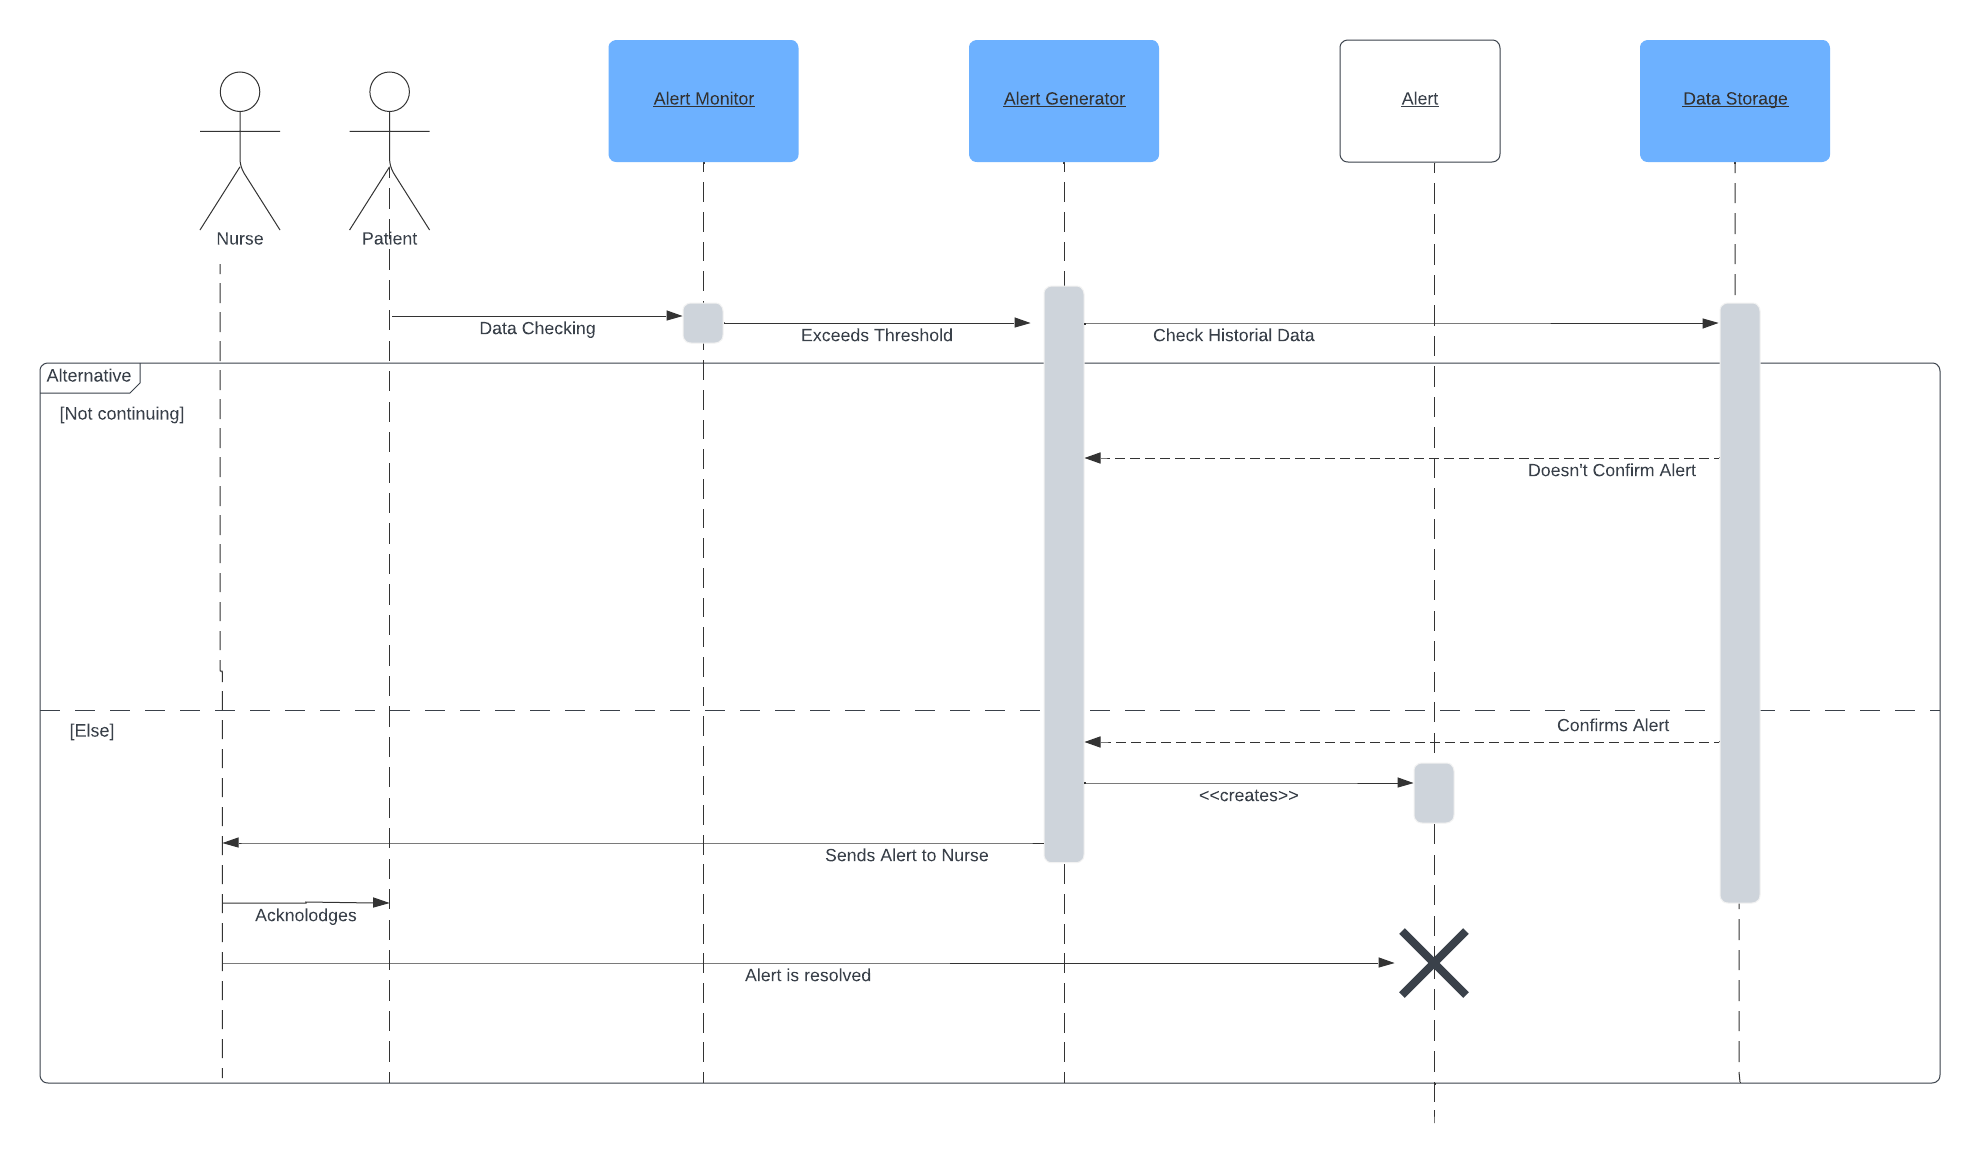 Alert Monitor
Alert Generator
Alert
Data Storage
Nurse
Patient
Data Checking
Exceeds Threshold
Check Historial Data
Alternative
[Not continuing]
Doesn't Confirm Alert
[Else]
Confirms Alert
<<creates>>
Sends Alert to Nurse
Acknolodges
Alert is resolved